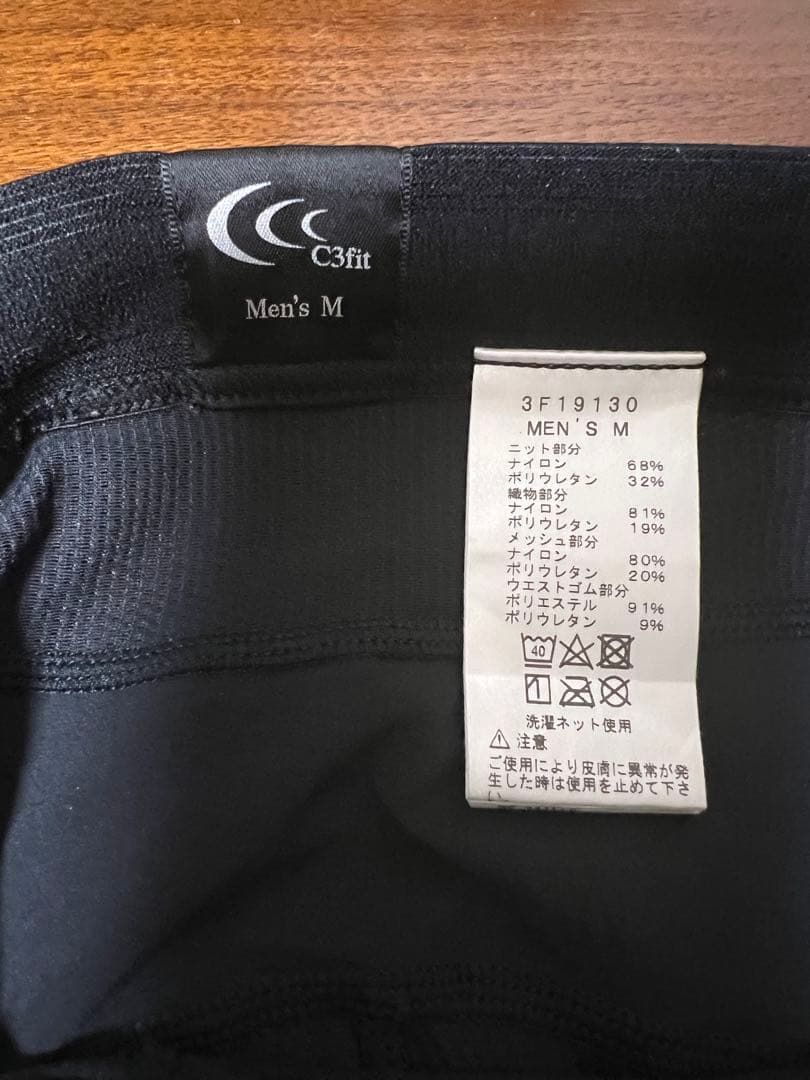 C3fit
Men's M
3F19130
MEN'S M
ニット部分
ナイロン 68%
ポリウレタン 32%
織物部分
ナイロン 81%
ポリウレタン 19%
メッシュ部分
ナイロン 80%
ポリウレタン 20%
ウエストゴム部分
ポリエステル 91%
ポリウレタン 9%
40
洗濯ネット使用
⚠ 注意
ご使用により皮膚に異常が発
生した時は使用を止めて下さ
い